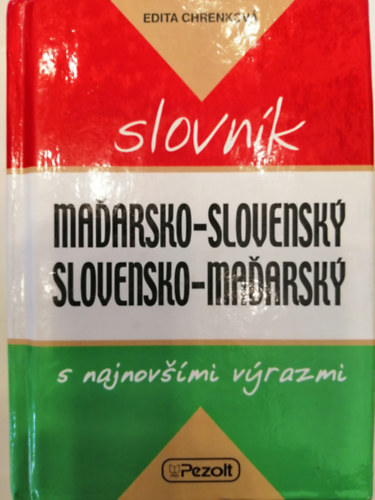 EDITA CHRENKOVÁ
slovník
MAĎARSKO-SLOVENSKÝ
SLOVENSKO-MAĎARSKÝ
s najnovšími výrazmi
Pezolt